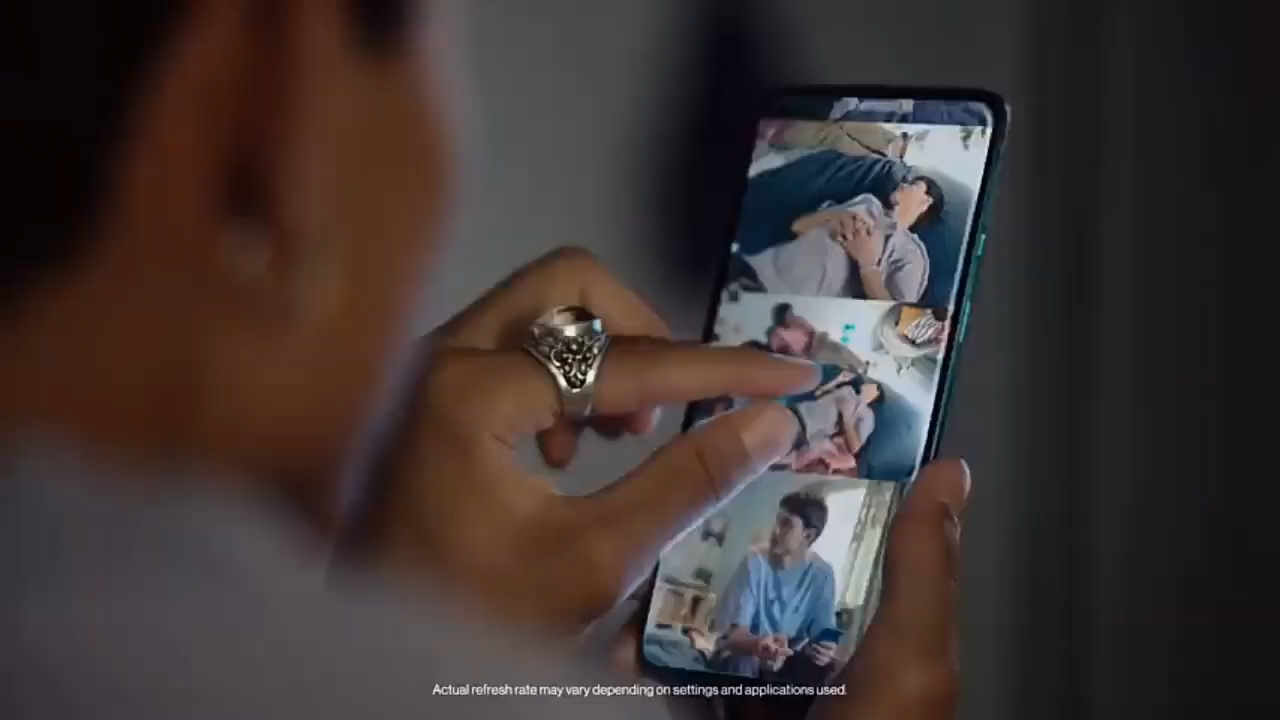 Actual refresh rate may vary depending on settings and applications used.